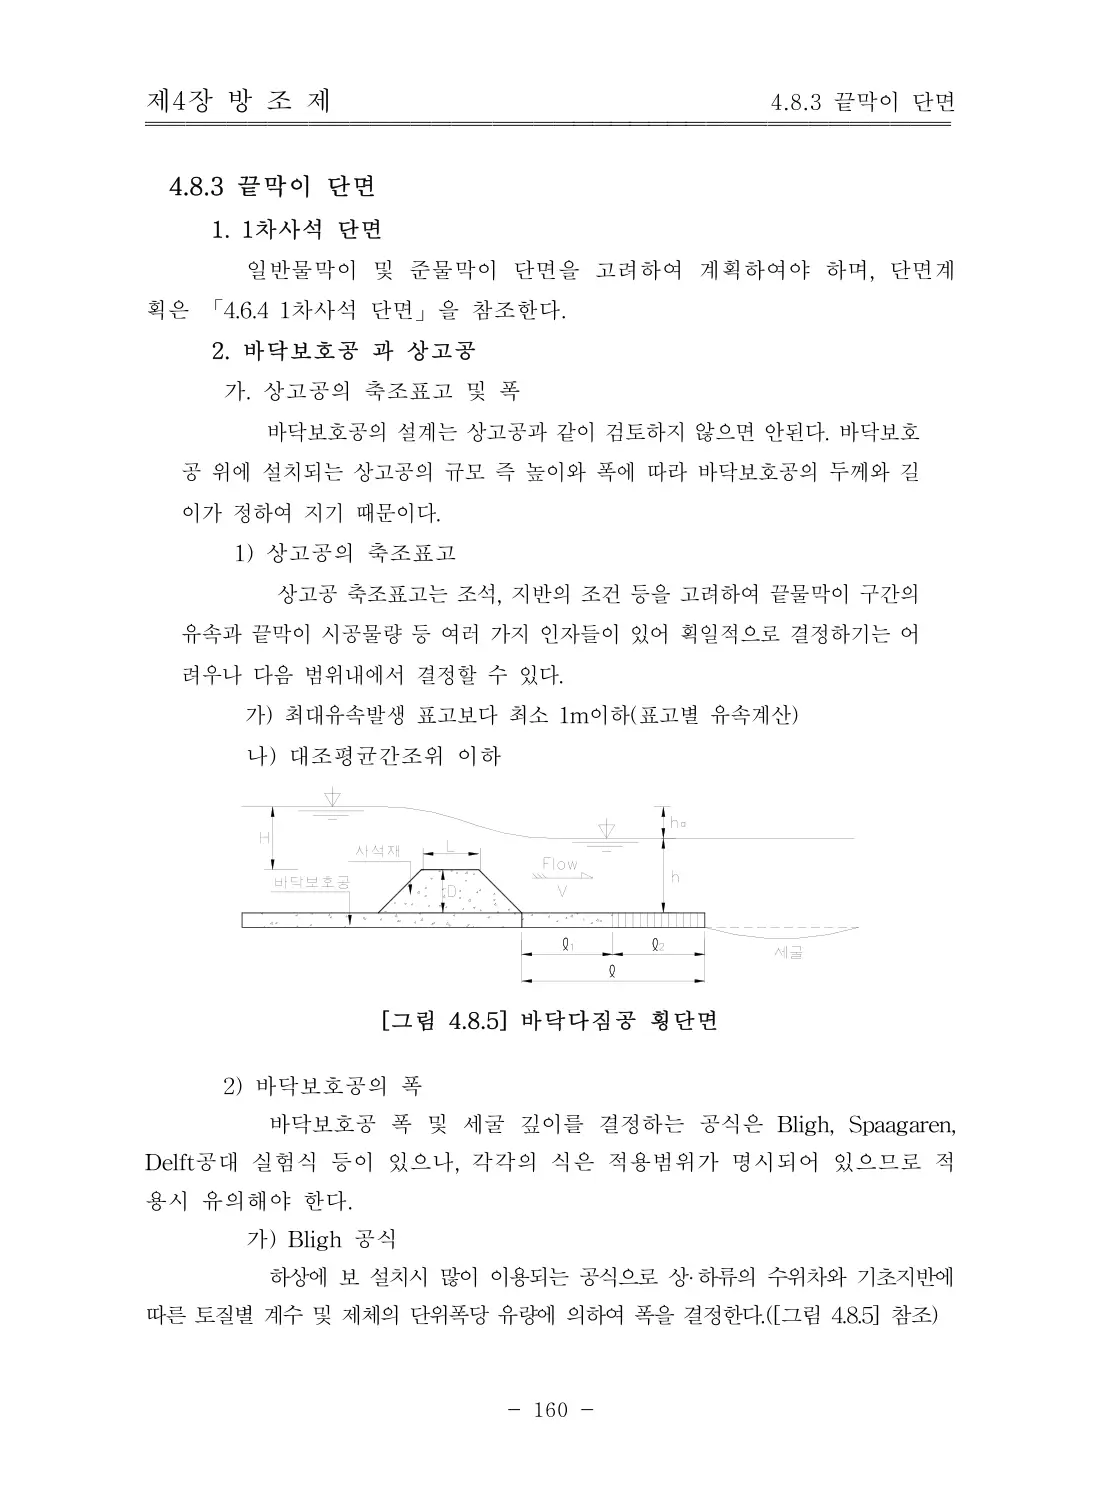 제4장 방 조 제
4.8.3 끝막이 단면
4.8.3 끝막이 단면
1. 1차사석 단면
일반물막이 및 준물막이 단면을 고려하여 계획하여야 하며, 단면계
획은 「4.6.4 1차사석 단면」을 참조한다.
2. 바닥보호공 과 상고공
가. 상고공의 축조표고 및 폭
바닥보호공의 설계는 상고공과 같이 검토하지 않으면 안된다. 바닥보호
공 위에 설치되는 상고공의 규모 즉 높이와 폭에 따라 바닥보호공의 두께와 길
이가 정하여 지기 때문이다.
1) 상고공의 축조표고
상고공 축조표고는 조석, 지반의 조건 등을 고려하여 끝물막이 구간의
유속과 끝막이 시공물량 등 여러 가지 인자들이 있어 획일적으로 결정하기는 어
려우나 다음 범위내에서 결정할 수 있다.
가) 최대유속발생 표고보다 최소 1m이하(표고별 유속계산)
나) 대조평균간조위 이하
H
사석재
L
hα
바닥보호공
D
Flow
V
h
ℓ1
ℓ2
세굴
ℓ
[그림 4.8.5] 바닥다짐공 횡단면
2) 바닥보호공의 폭
바닥보호공 폭 및 세굴 깊이를 결정하는 공식은 Bligh, Spaagaren,
Delft공대 실험식 등이 있으나, 각각의 식은 적용범위가 명시되어 있으므로 적
용시 유의해야 한다.
가) Bligh 공식
하상에 보 설치시 많이 이용되는 공식으로 상·하류의 수위차와 기초지반에
따른 토질별 계수 및 제체의 단위폭당 유량에 의하여 폭을 결정한다.([그림 4.8.5] 참조)
- 160 -